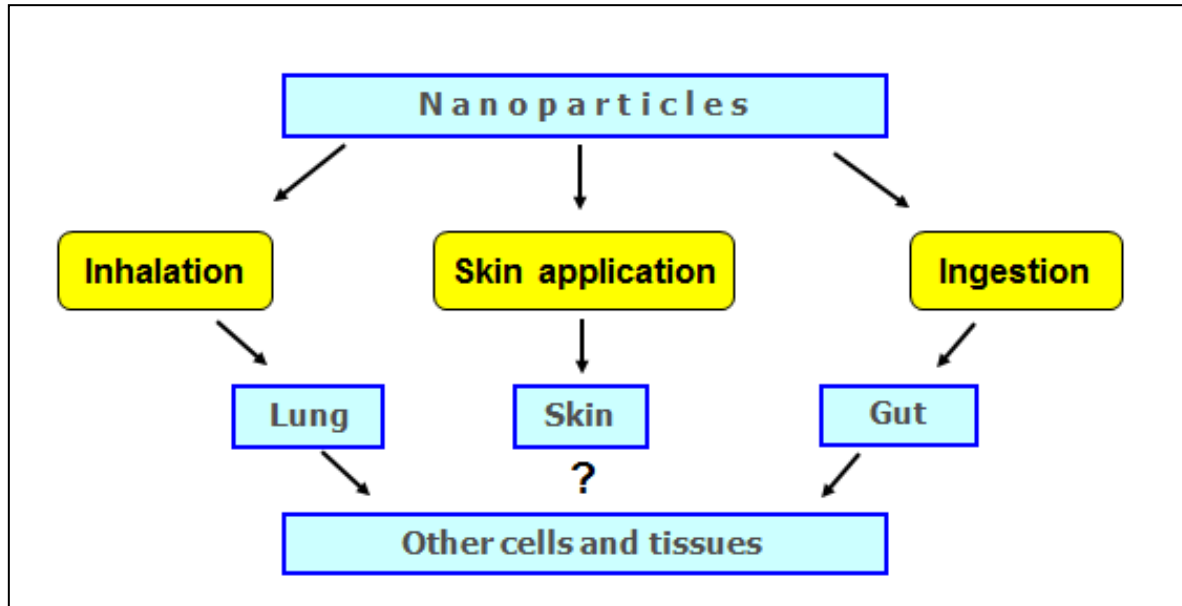 Nanoparticles
Inhalation
Skin application
Ingestion
Lung
Skin
Gut
?
Other cells and tissues